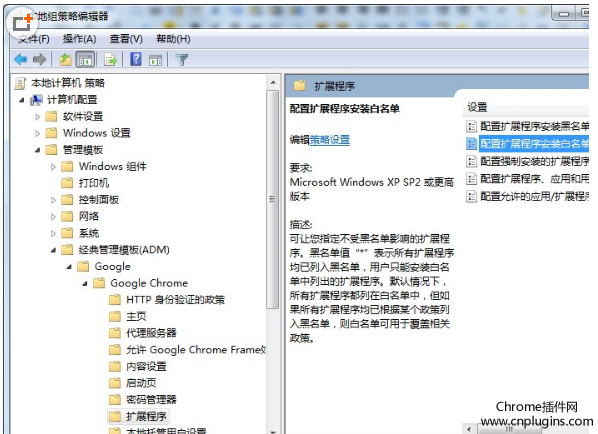 本地组策略编辑器
文件(F) 操作(A) 查看(V) 帮助(H)
本地计算机 策略
计算机配置
软件设置
Windows 设置
管理模板
Windows 组件
打印机
控制面板
网络
系统
经典管理模板(ADM)
Google
Google Chrome
HTTP 身份验证的政策
主页
代理服务器
允许 Google Chrome Frame
内容设置
启动页
密码管理器
扩展程序
本地托管用户设置
扩展程序
配置扩展程序安装白名单
编辑策略设置
要求:
Microsoft Windows XP SP2 或更高
版本
描述:
可让您指定不受黑名单影响的扩展程
序。黑名单值“*”表示所有扩展程序
均已列入黑名单，用户只能安装白名
单中列出的扩展程序。默认情况下，
所有扩展程序都列在白名单中，但如
果所有扩展程序均已根据某个政策列
入黑名单，则白名单可用于覆盖相关
政策。
设置
配置扩展程序安装黑名单
配置扩展程序安装白名单
配置强制安装的扩展程序
配置扩展程序、应用和用
配置允许的应用/扩展程
Chrome插件网
www.cnplugins.com